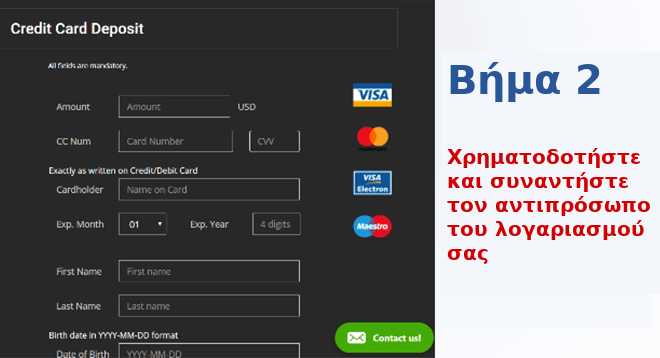 Credit Card Deposit
All fields are mandatory.
Amount Amount USD
CC Num Card Number CVV
Exactly as written on Credit/Debit Card
Cardholder Name on Card
Exp. Month 01 Exp. Year 4 digits
First Name First name
Last Name Last name
Birth date in YYYY-MM-DD format
Date of Birth YYYY-MM-DD
VISA
VISA
Electron
Maestro
Contact us!
Βήμα 2
Χρηματοδοτήστε
και συναντήστε
τον αντιπρόσωπο
του λογαριασμού
σας